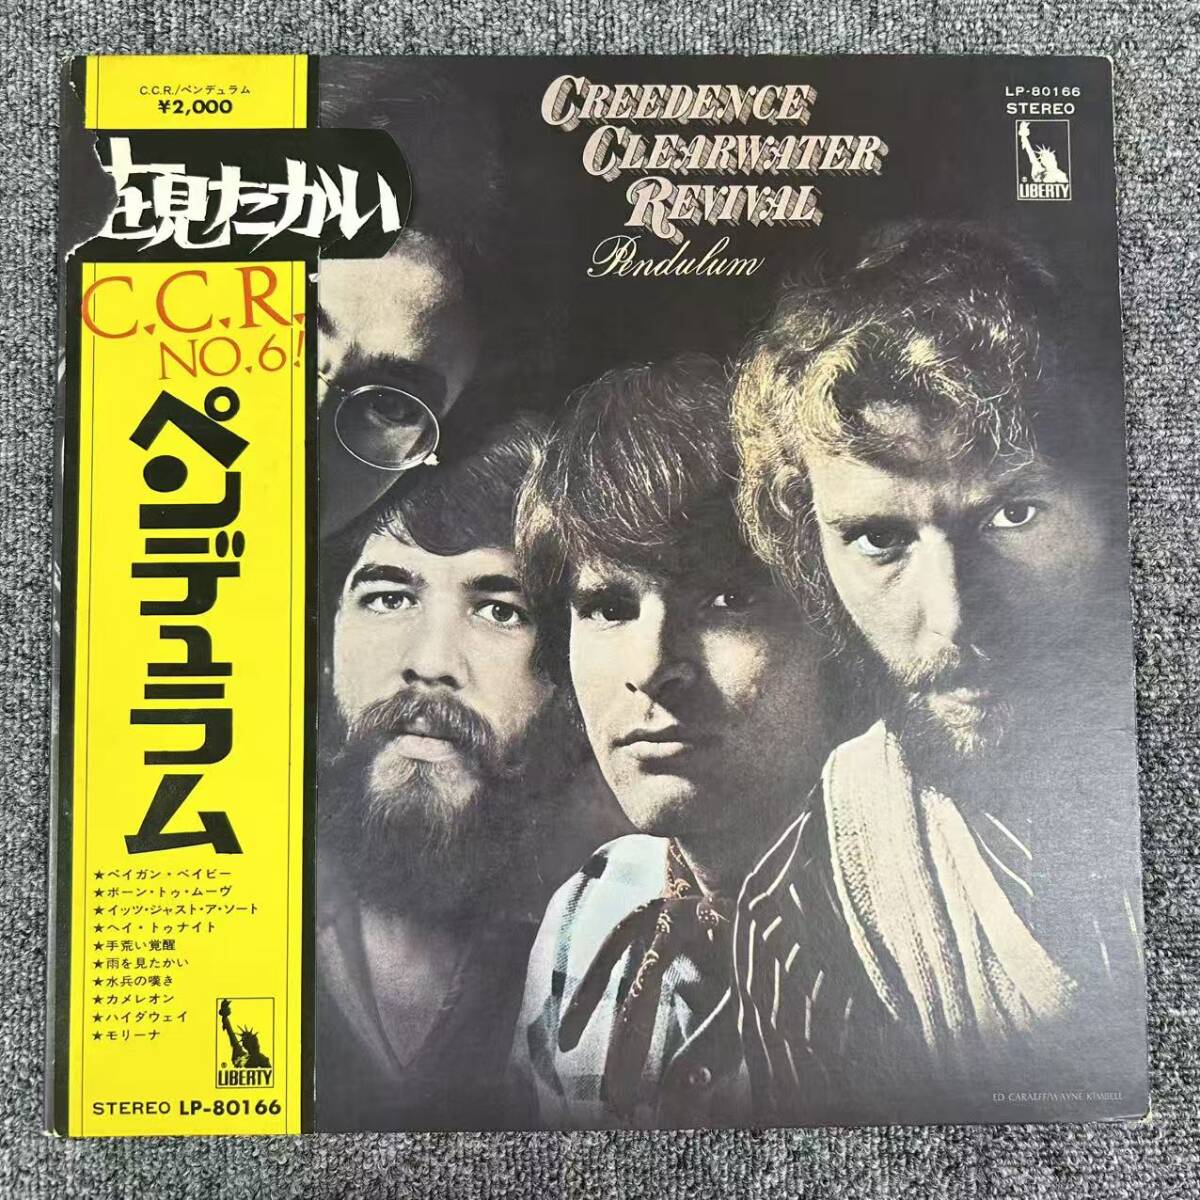 C.C.R./ペンデュラム
¥2,000
を見たかい
C.C.R.
NO.6!
ペンデュラム
★ペイガン・ベイビー
★ボーン・トゥ・ムーヴ
★イッツ・ジャスト・ア・ソート
★ヘイ・トゥナイト
★手荒い覚醒
★雨を見たかい
★水兵の嘆き
★カメレオン
★ハイダウェイ
★モリーナ
LIBERTY
STEREO LP-80166
CREEDENCE
CLEARWATER
REVIVAL
Pendulum
LP-80166
STEREO
LIBERTY
ED CARAEFF/WAYNE KIMBELL